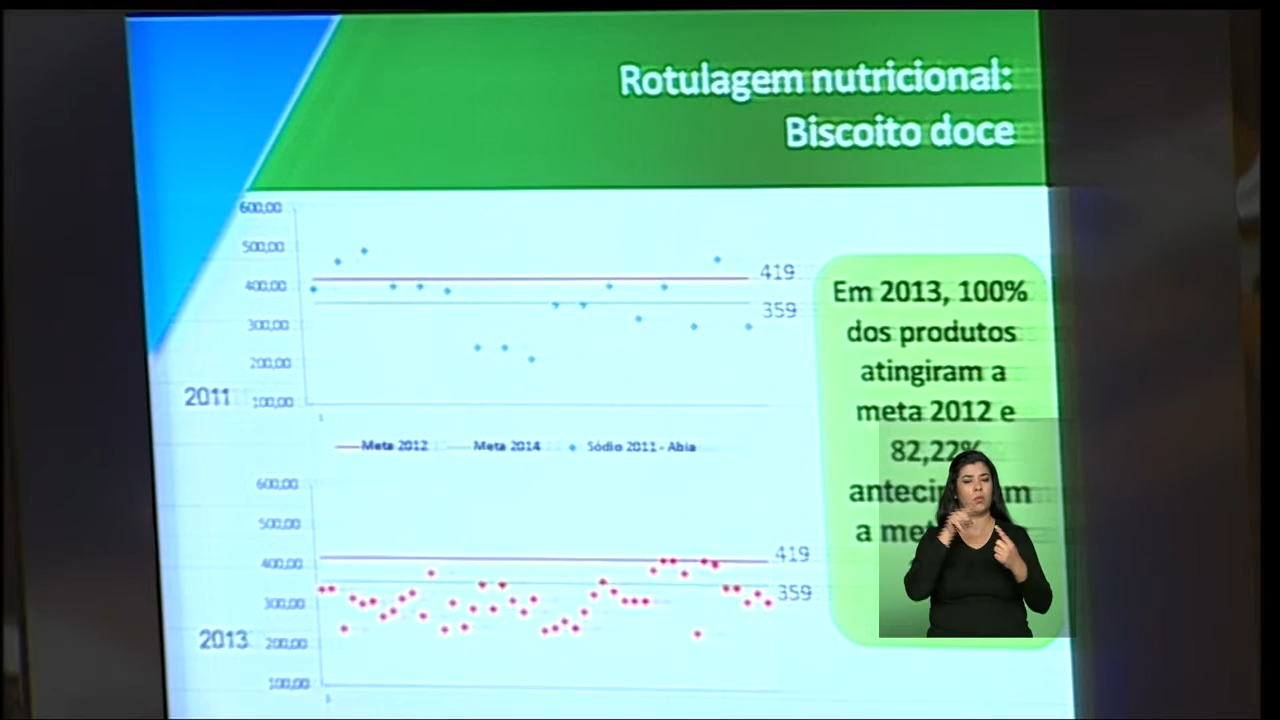 Rotulagem nutricional:
Biscoito doce
600,00
500,00
400,00
300,00
200,00
100,00
2011
419
359
1
Meta 2012
Meta 2014
Sódio 2011 - Abia
600,00
500,00
400,00
300,00
200,00
100,00
2013
419
359
Em 2013, 100%
dos produtos
atingiram a
meta 2012 e
82,22%
a